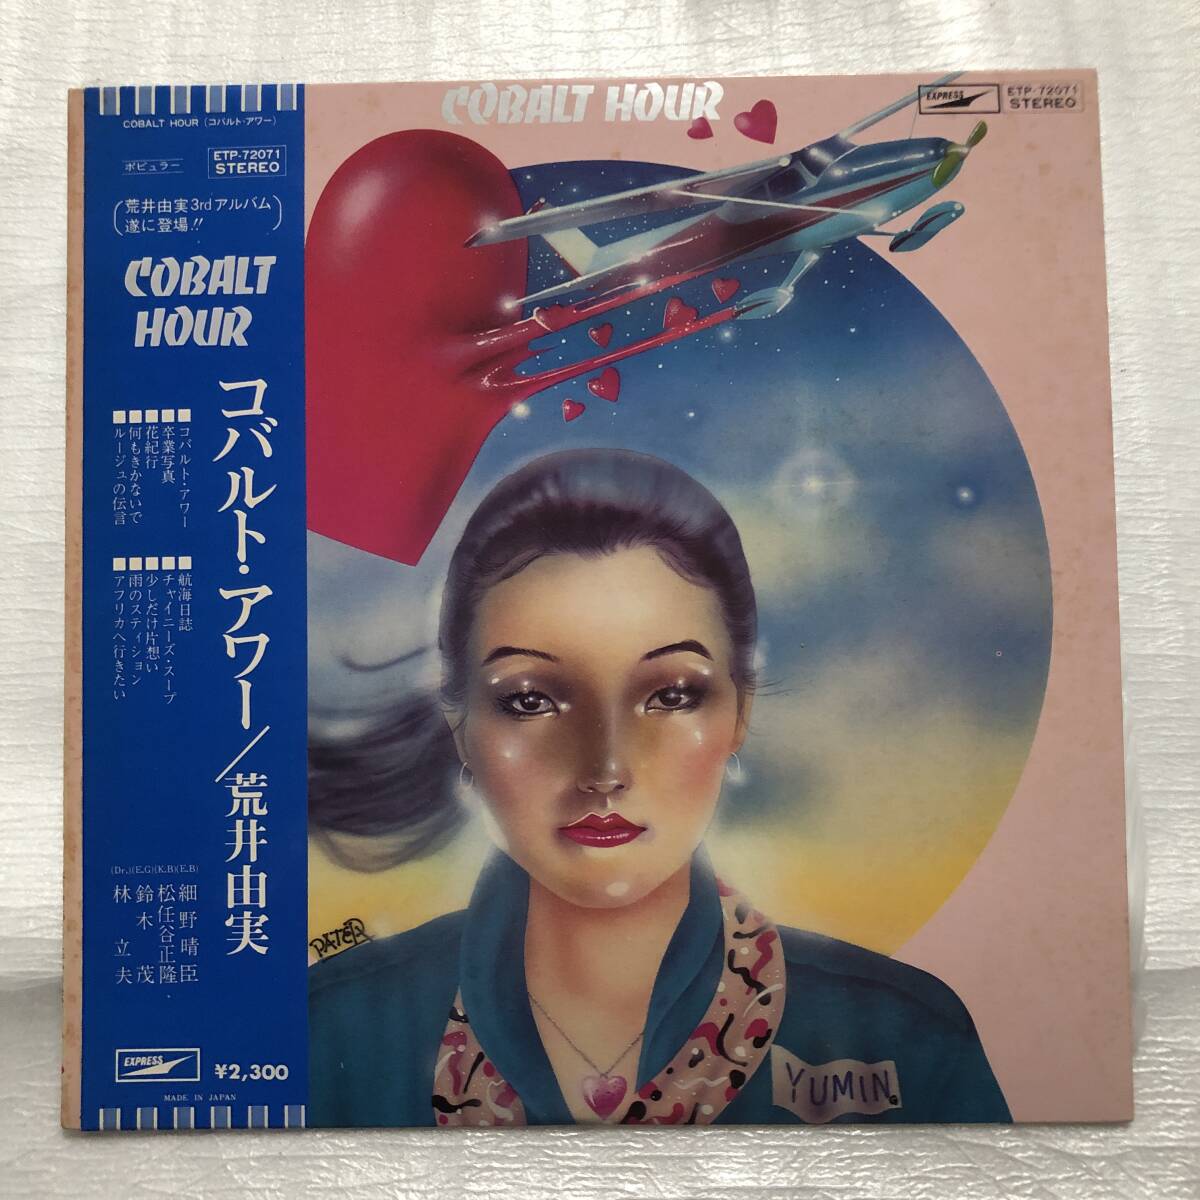 COBALT HOUR (コバルト・アワー)
ポピュラー
ETP-72071
STEREO
荒井由実3rdアルバム
遂に登場!!
COBALT
HOUR
コバルト・アワー/荒井由実
■コバルト・アワー
■卒業写真
■花紀行
■何もきかないで
■ルージュの伝言
■航海日誌
■チャイニーズ・スープ
■少しだけ片想い
■雨のスティション
■アフリカへ行きたい
(E.B) 細野晴臣
(K.B) 松任谷正隆
(E.G) 鈴木茂
(Dr.) 林立夫
EXPRESS
¥2,300
MADE IN JAPAN
COBALT HOUR
EXPRESS
ETP-72071
STEREO
PATER
YUMIN